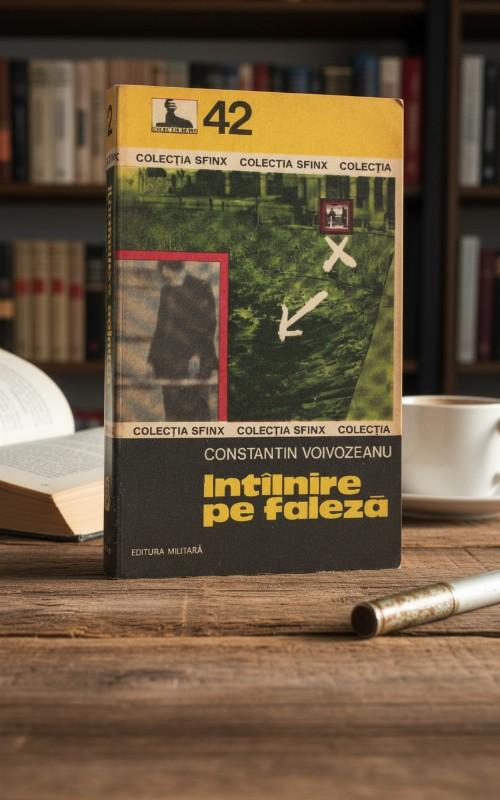 42
COLECȚIA SFINX COLECȚIA SFINX COLECȚIA
COLECȚIA SFINX COLECȚIA SFINX COLECȚIA
CONSTANTIN VOIVOZEANU
Intîlnire
pe faleză
EDITURA MILITARĂ